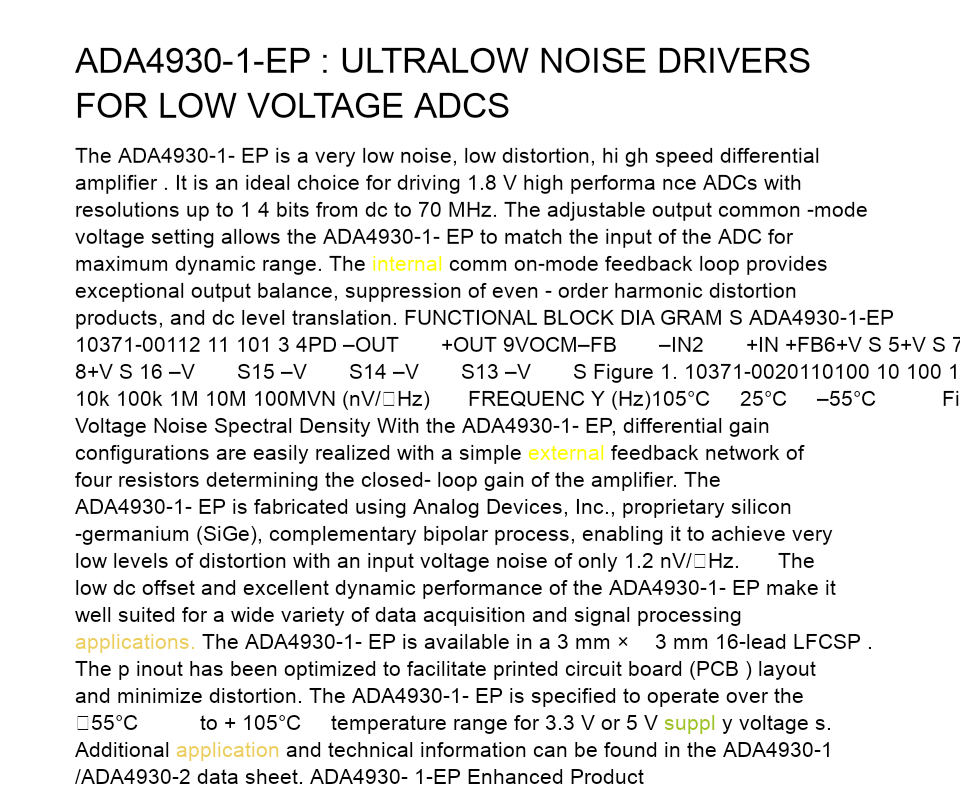 ADA4930-1-EP : ULTRALOW NOISE DRIVERS
FOR LOW VOLTAGE ADCS
The ADA4930-1- EP is a very low noise, low distortion, hi gh speed differential
amplifier . It is an ideal choice for driving 1.8 V high performa nce ADCs with
resolutions up to 1 4 bits from dc to 70 MHz. The adjustable output common -mode
voltage setting allows the ADA4930-1- EP to match the input of the ADC for
maximum dynamic range. The internal comm on-mode feedback loop provides
exceptional output balance, suppression of even - order harmonic distortion
products, and dc level translation. FUNCTIONAL BLOCK DIA GRAM S ADA4930-1-EP
10371-00112 11 101 3 4PD –OUT +OUT 9VOCM–FB –IN2 +IN +FB6+V S 5+V S 7
8+V S 16 –V S15 –V S14 –V S13 –V S Figure 1. 10371-0020110100 10 100 1
10k 100k 1M 10M 100MVN (nV/□Hz) FREQUENC Y (Hz)105°C 25°C –55°C Fi
Voltage Noise Spectral Density With the ADA4930-1- EP, differential gain
configurations are easily realized with a simple external feedback network of
four resistors determining the closed- loop gain of the amplifier. The
ADA4930-1- EP is fabricated using Analog Devices, Inc., proprietary silicon
-germanium (SiGe), complementary bipolar process, enabling it to achieve very
low levels of distortion with an input voltage noise of only 1.2 nV/□Hz. The
low dc offset and excellent dynamic performance of the ADA4930-1- EP make it
well suited for a wide variety of data acquisition and signal processing
applications. The ADA4930-1- EP is available in a 3 mm × 3 mm 16-lead LFCSP .
The p inout has been optimized to facilitate printed circuit board (PCB ) layout
and minimize distortion. The ADA4930-1- EP is specified to operate over the
□55°C to + 105°C temperature range for 3.3 V or 5 V suppl y voltage s.
Additional application and technical information can be found in the ADA4930-1
/ADA4930-2 data sheet. ADA4930- 1-EP Enhanced Product